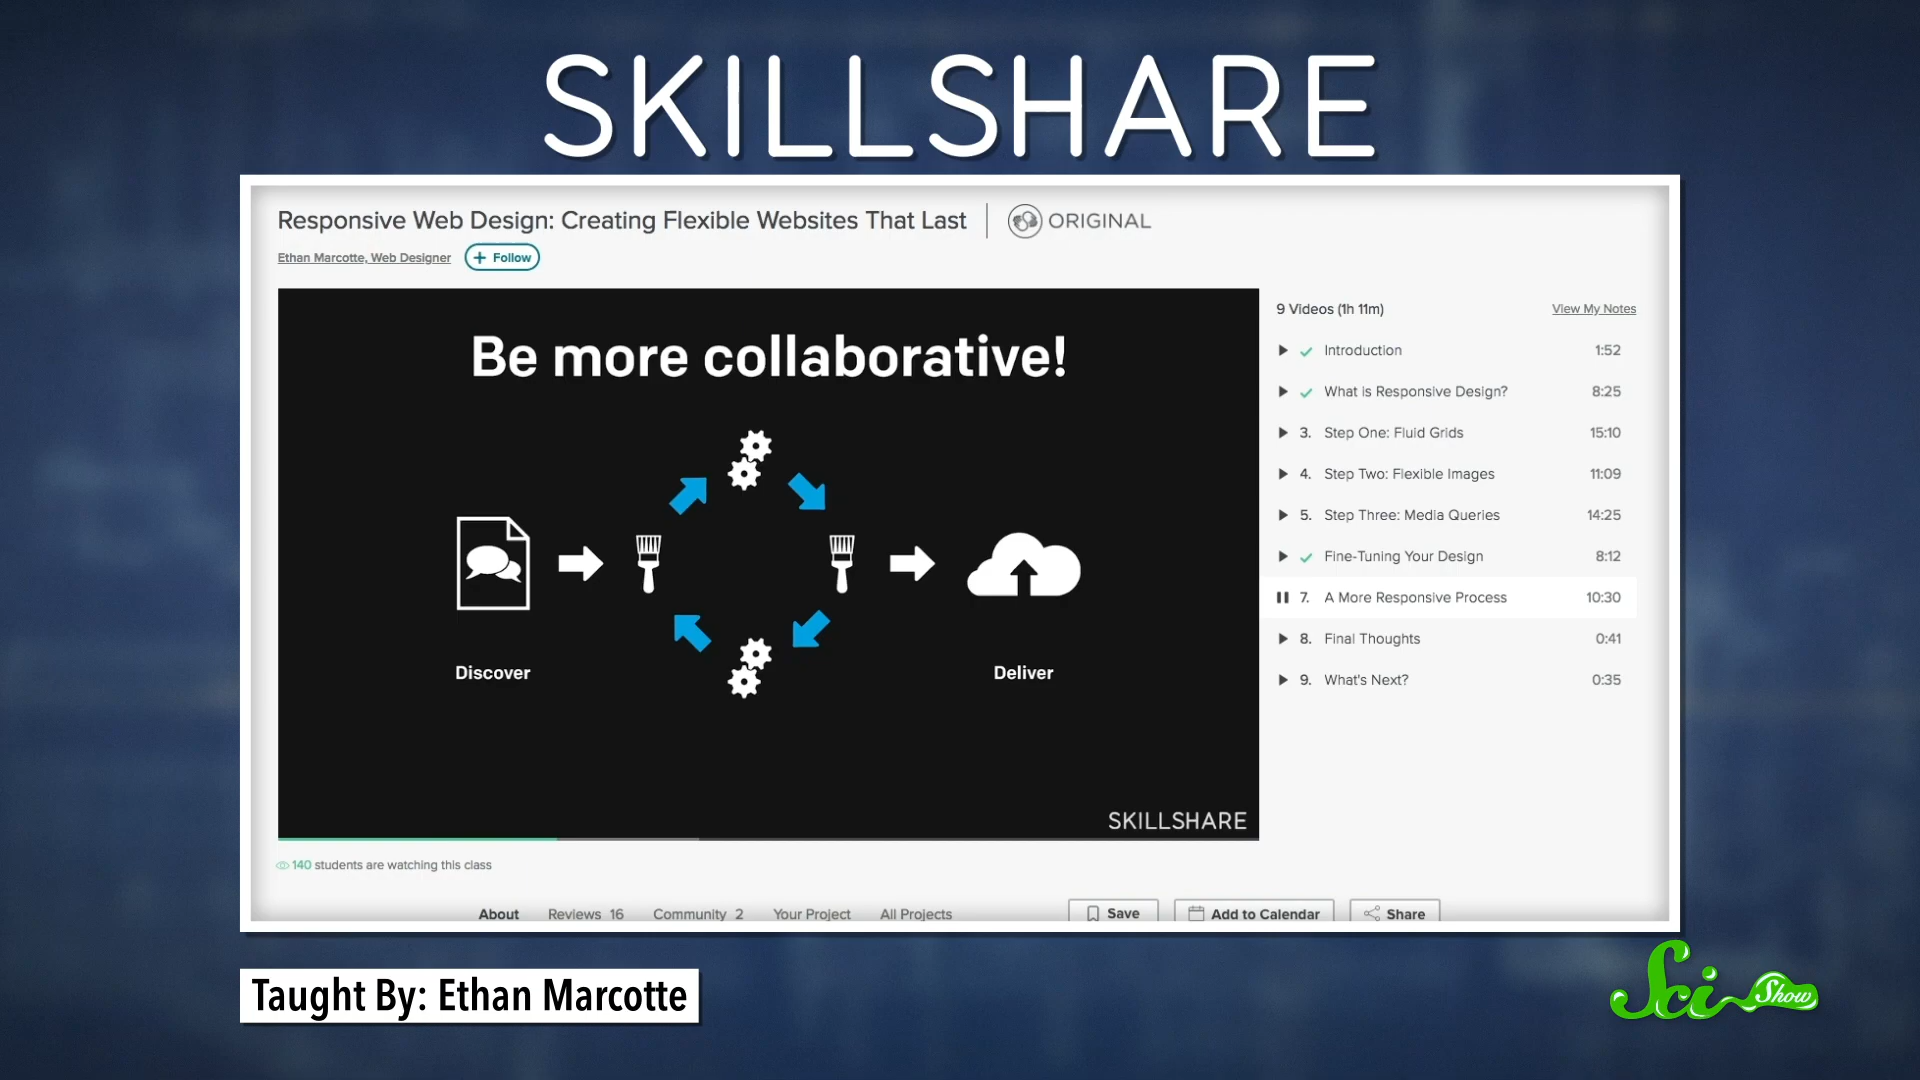 SKILLSHARE
Responsive Web Design: Creating Flexible Websites That Last
ORIGINAL
Ethan Marcotte, Web Designer
+ Follow
Be more collaborative!
Discover
Deliver
SKILLSHARE
9 Videos (1h 11m)
View My Notes
Introduction 1:52
What is Responsive Design? 8:25
3. Step One: Fluid Grids 15:10
4. Step Two: Flexible Images 11:09
5. Step Three: Media Queries 14:25
Fine-Tuning Your Design 8:12
7. A More Responsive Process 10:30
8. Final Thoughts 0:41
9. What's Next? 0:35
140 students are watching this class
About Reviews 16 Community 2 Your Project All Projects Save Add to Calendar Share
Taught By: Ethan Marcotte
Sci Show